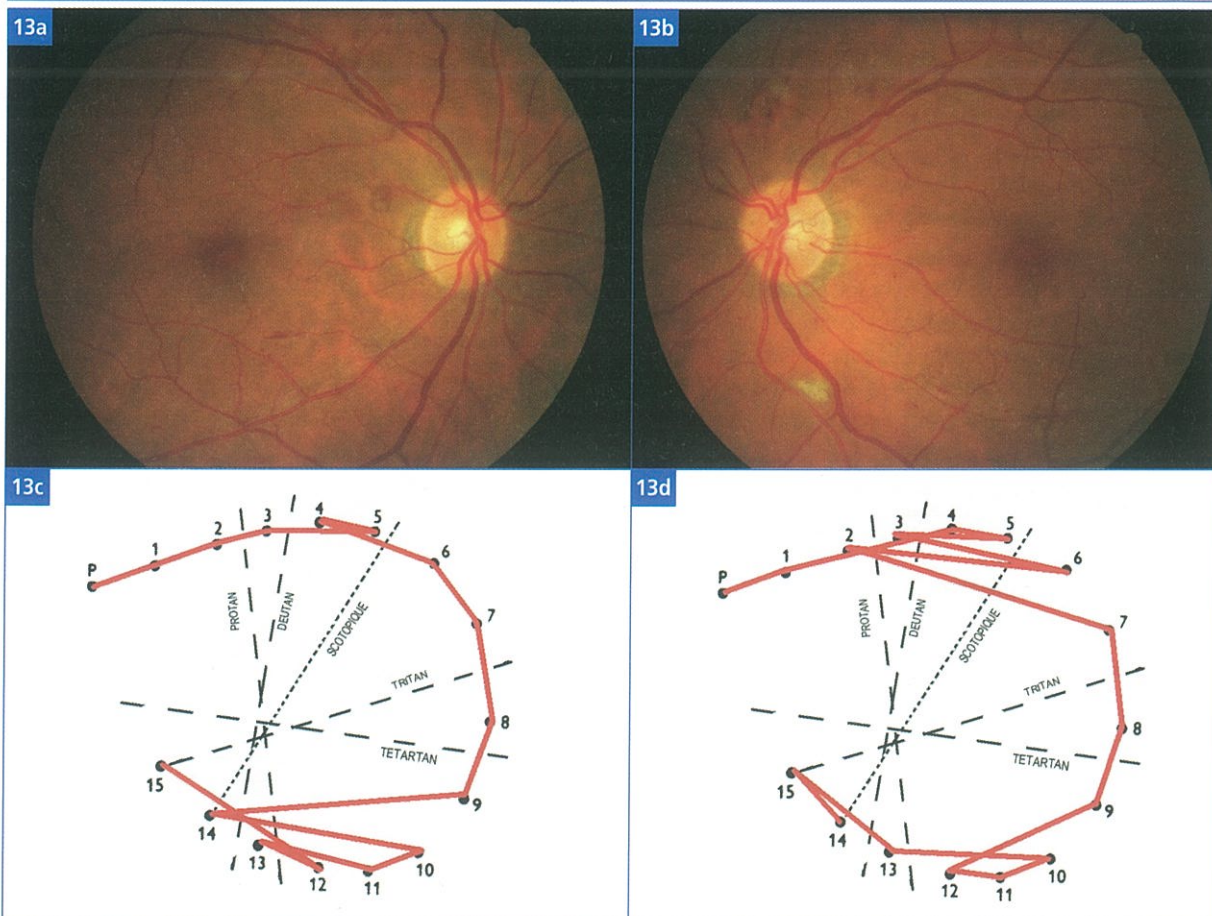 13a
13b
13c
P
1
2
3
4
5
6
7
8
9
10
11
12
13
14
15
PROTAN
DEUTAN
SCOTOPIQUE
TRITAN
TETARTAN
13d
P
1
2
3
4
5
6
7
8
9
10
11
12
13
14
15
PROTAN
DEUTAN
SCOTOPIQUE
TRITAN
TETARTAN